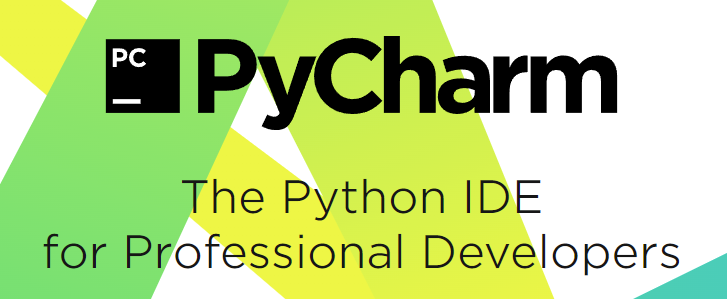 PC
PyCharm
The Python IDE
for Professional Developers